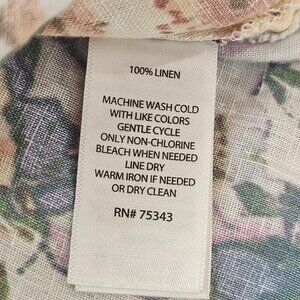 100% LINEN
MACHINE WASH COLD
WITH LIKE COLORS
GENTLE CYCLE
ONLY NON-CHLORINE
BLEACH WHEN NEEDED
LINE DRY
WARM IRON IF NEEDED
OR DRY CLEAN
RN# 75343